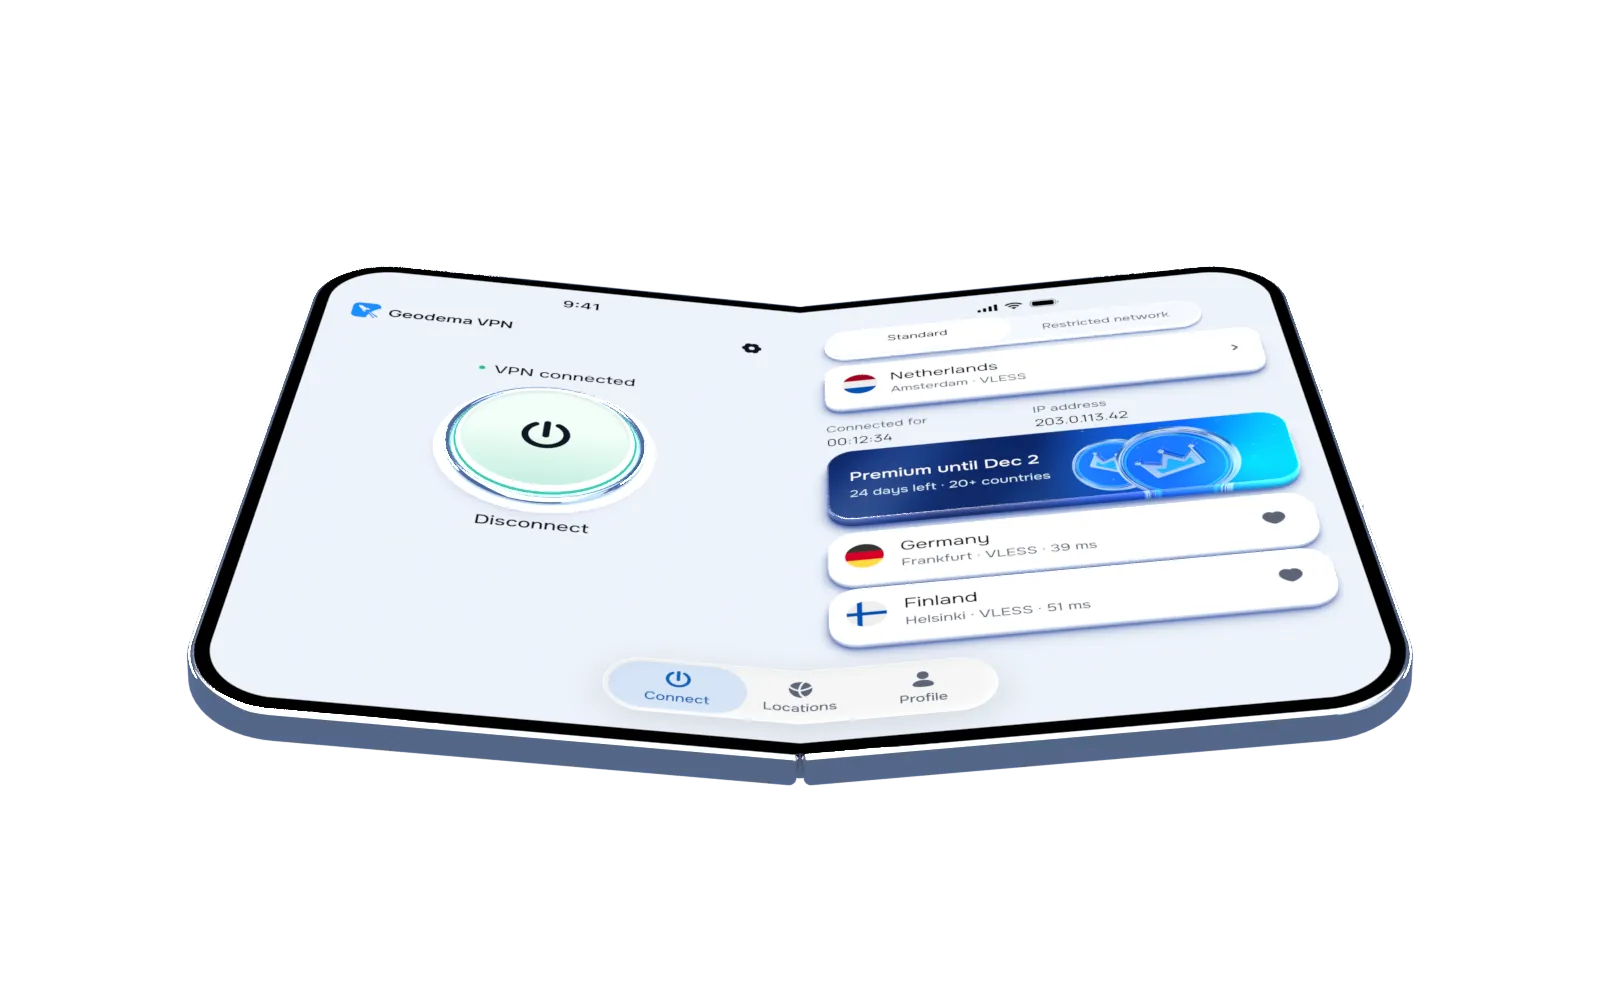 9:41
Geodema VPN
VPN connected
Disconnect
Standard
Restricted network
Netherlands
Amsterdam · VLESS
Connected for
00:12:34
IP address
203.0.113.42
Premium until Dec 2
24 days left · 20+ countries
Germany
Frankfurt · VLESS · 39 ms
Finland
Helsinki · VLESS · 51 ms
Connect
Locations
Profile